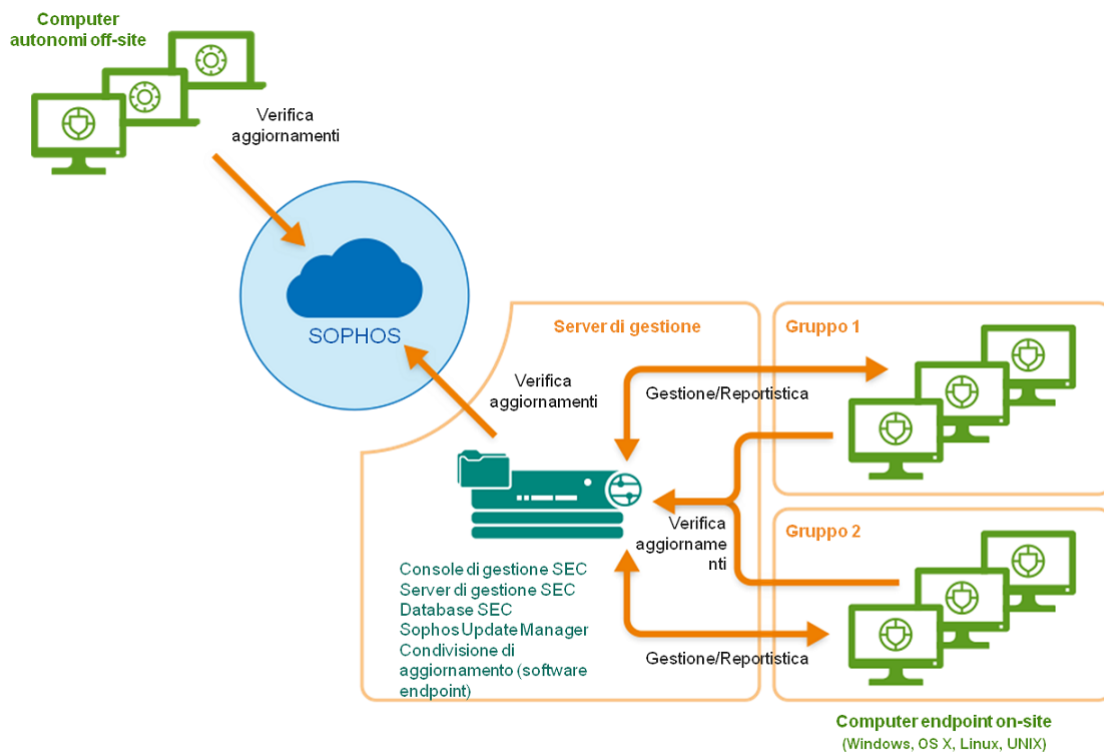 Computer
autonomi off-site
Verifica
aggiornamenti
SOPHOS
Server di gestione
Verifica
aggiornamenti
Gruppo 1
Gestione/Reportistica
Verifica
aggiorname
nti
Gruppo 2
Console di gestione SEC
Server di gestione SEC
Database SEC
Sophos Update Manager
Condivisione di
aggiornamento (software
endpoint)
Gestione/Reportistica
Computer endpoint on-site
(Windows, OS X, Linux, UNIX)